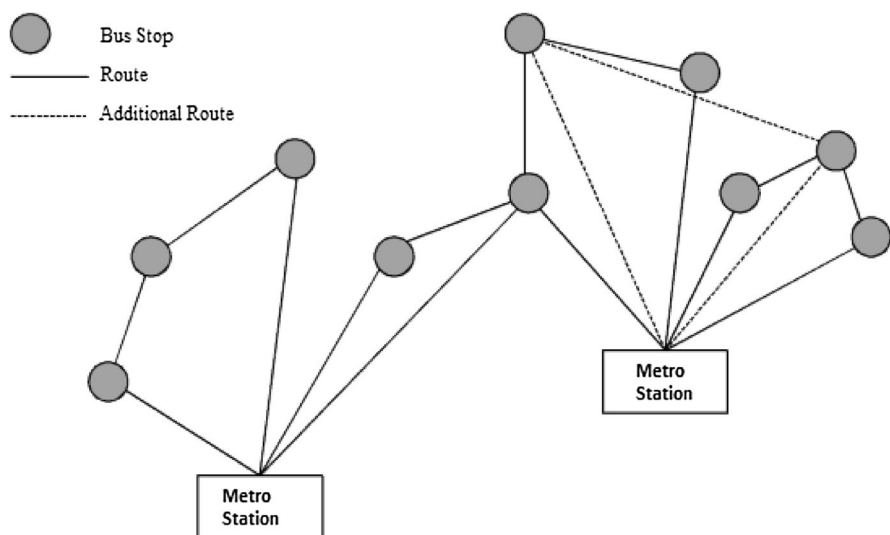 Bus Stop
Route
Additional Route
Metro
Station
Metro
Station